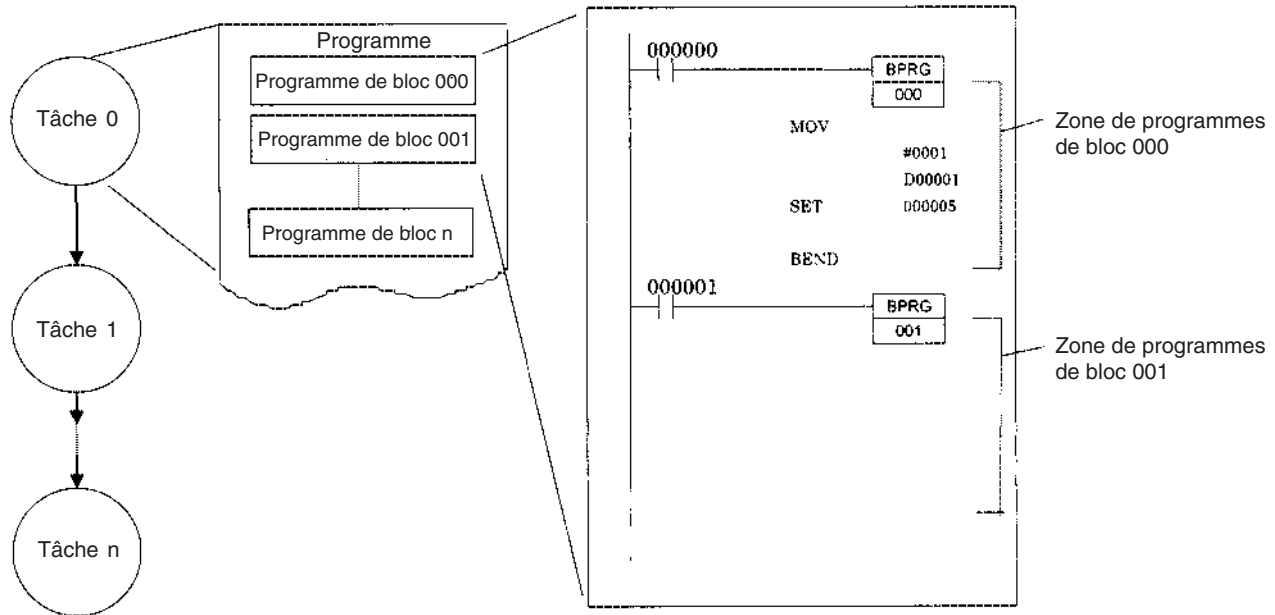 Tâche 0
Tâche 1
Tâche n
Programme
Programme de bloc 000
Programme de bloc 001
Programme de bloc n
000000
BPRG
000
MOV
#0001
D00001
SET
000005
BEND
000001
BPRG
001
Zone de programmes
de bloc 000
Zone de programmes
de bloc 001